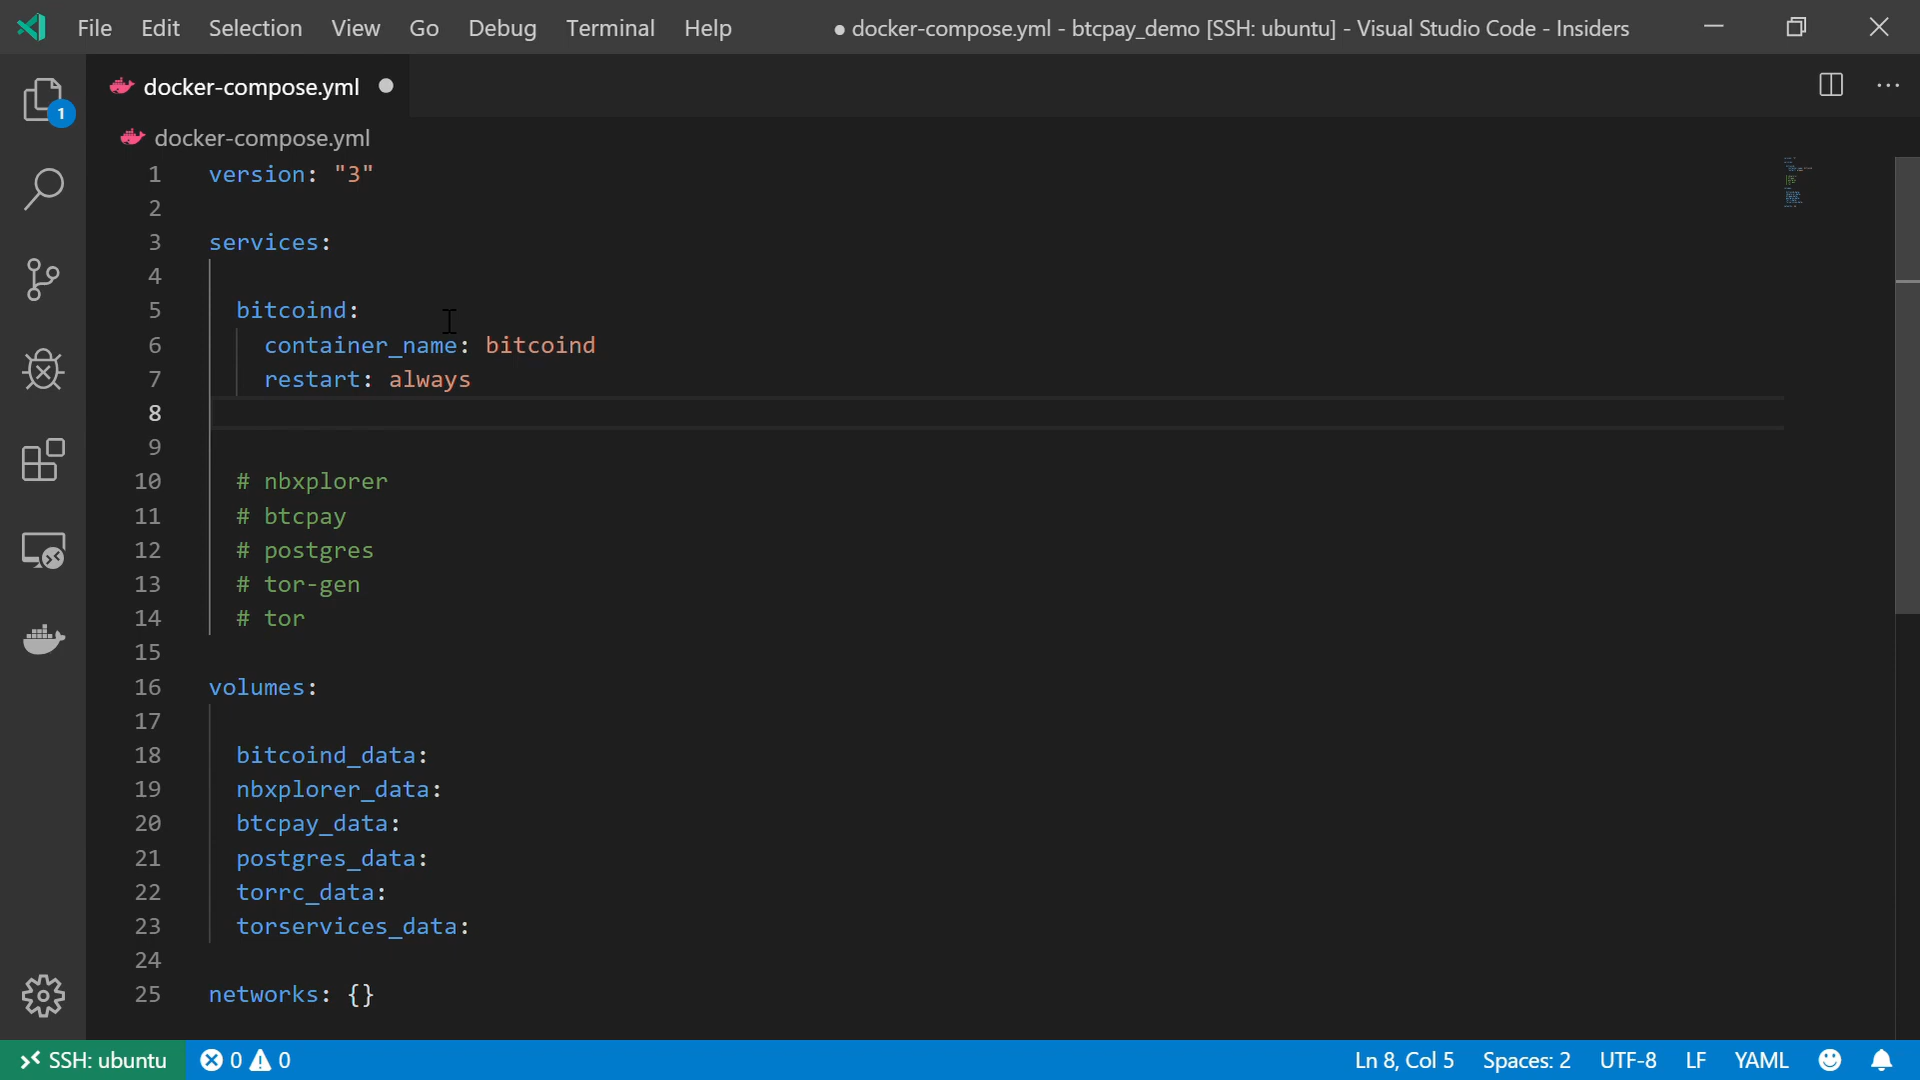 File Edit Selection View Go Debug Terminal Help ● docker-compose.yml - btcpay_demo [SSH: ubuntu] - Visual Studio Code - Insiders
docker-compose.yml
1
docker-compose.yml
1 version: "3"
2
3 services:
4
5 bitcoind:
6 container_name: bitcoind
7 restart: always
8
9
10 # nbxplorer
11 # btcpay
12 # postgres
13 # tor-gen
14 # tor
15
16 volumes:
17
18 bitcoind_data:
19 nbxplorer_data:
20 btcpay_data:
21 postgres_data:
22 torrc_data:
23 torservices_data:
24
25 networks: {}
SSH: ubuntu 0 0 Ln 8, Col 5 Spaces: 2 UTF-8 LF YAML